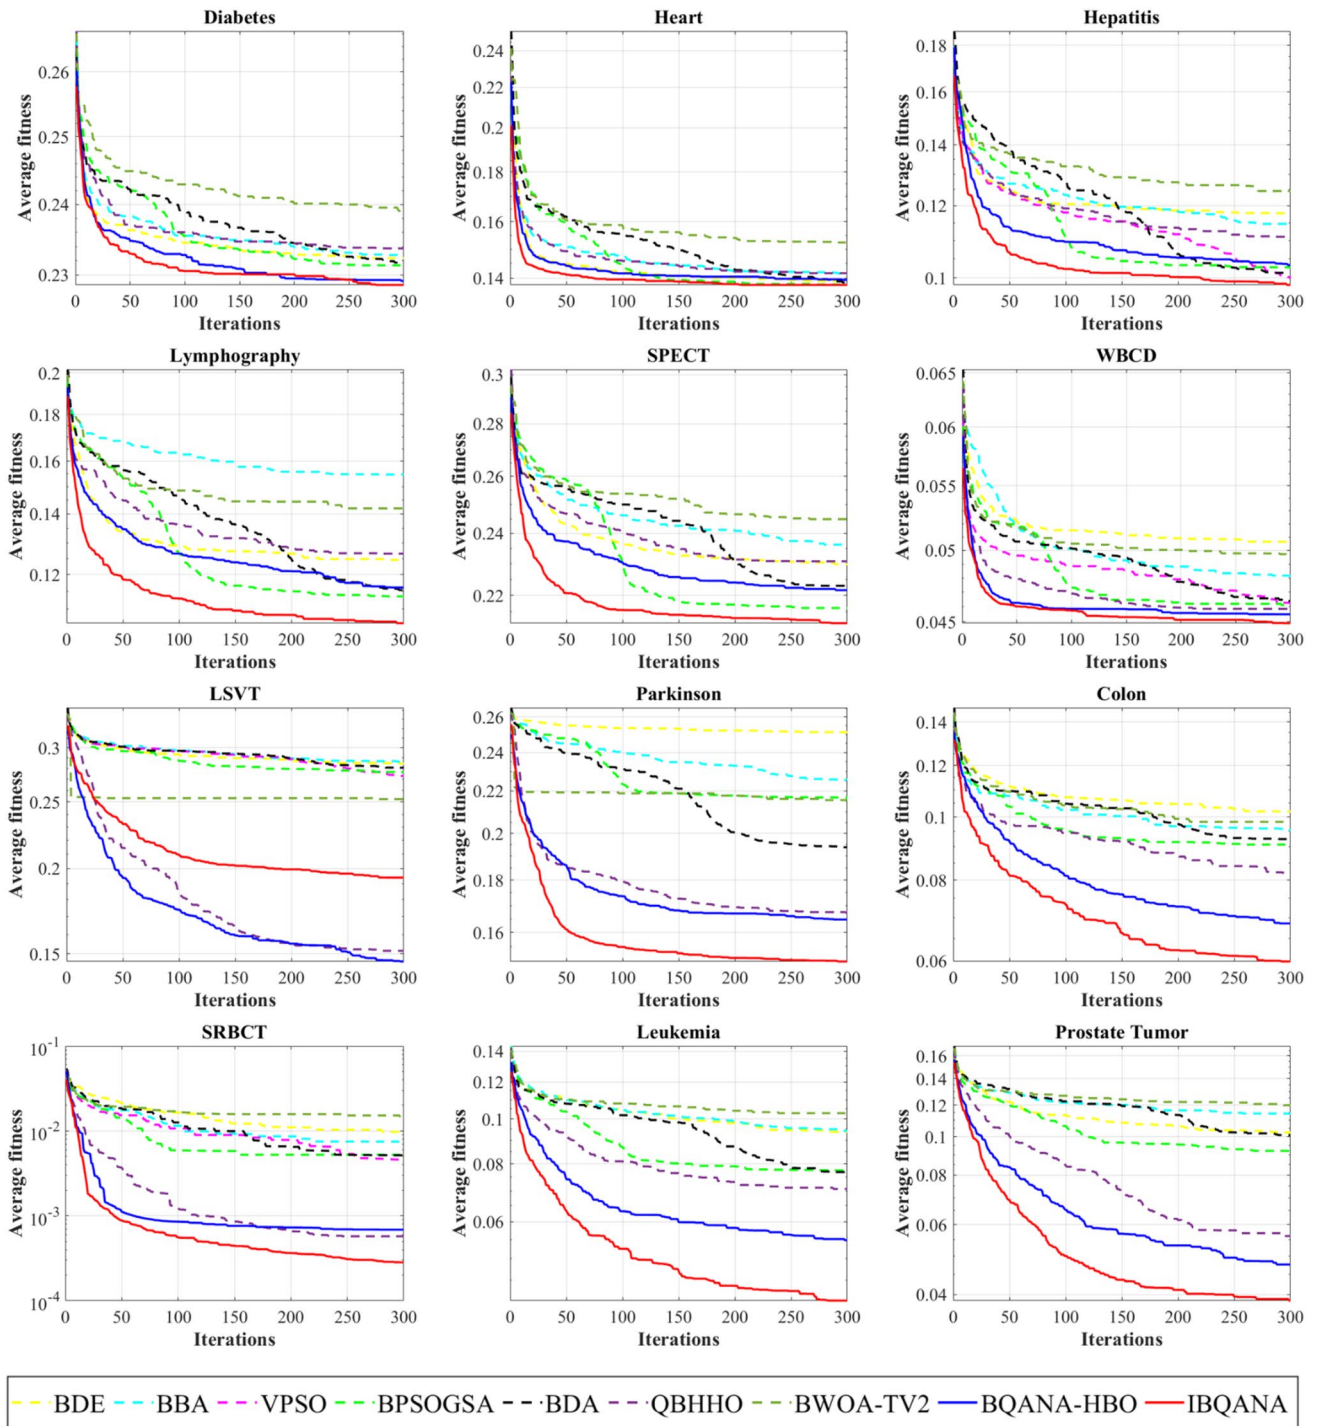 Diabetes
Average fitness
0.26
0.25
0.24
0.23
0 50 100 150 200 250 300
Iterations
Heart
Average fitness
0.24
0.22
0.2
0.18
0.16
0.14
0 50 100 150 200 250 300
Iterations
Hepatitis
Average fitness
0.18
0.16
0.14
0.12
0.1
0 50 100 150 200 250 300
Iterations
Lymphography
Average fitness
0.2
0.18
0.16
0.14
0.12
0 50 100 150 200 250 300
Iterations
SPECT
Average fitness
0.3
0.28
0.26
0.24
0.22
0 50 100 150 200 250 300
Iterations
WBCD
Average fitness
0.065
0.06
0.055
0.05
0.045
0 50 100 150 200 250 300
Iterations
LSVT
Average fitness
0.3
0.25
0.2
0.15
0 50 100 150 200 250 300
Iterations
Parkinson
Average fitness
0.26
0.24
0.22
0.2
0.18
0.16
0 50 100 150 200 250 300
Iterations
Colon
Average fitness
0.14
0.12
0.1
0.08
0.06
0 50 100 150 200 250 300
Iterations
SRBCT
Average fitness
10^-1
10^-2
10^-3
10^-4
0 50 100 150 200 250 300
Iterations
Leukemia
Average fitness
0.14
0.12
0.1
0.08
0.06
0 50 100 150 200 250 300
Iterations
Prostate Tumor
Average fitness
0.16
0.14
0.12
0.1
0.08
0.06
0.04
0 50 100 150 200 250 300
Iterations
BDE BBA VPSO BPSOGSA BDA QBHHO BWOA-TV2 BQANA-HBO IBQANA